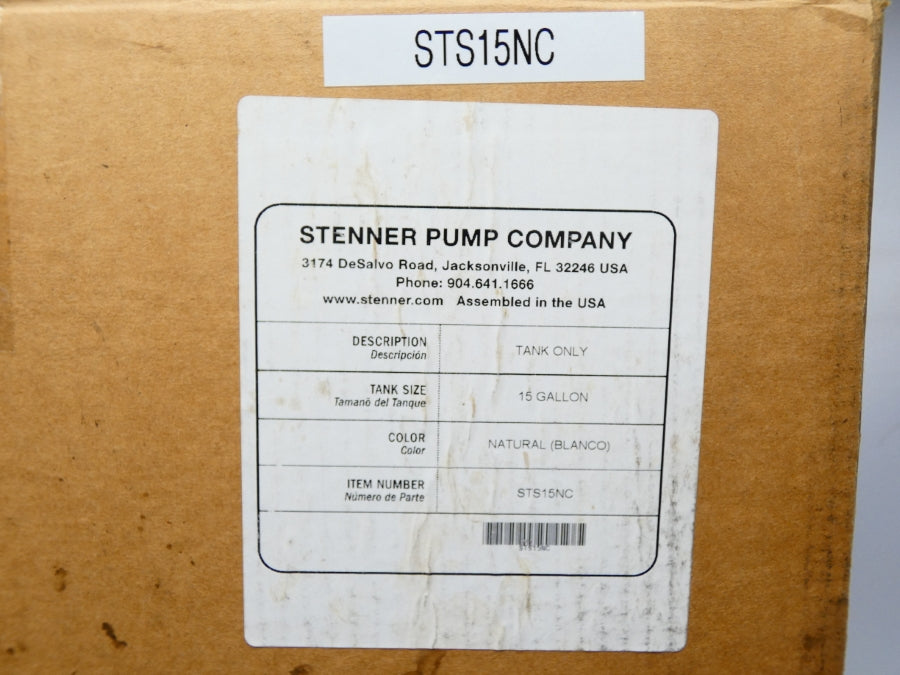 STS15NC
STENNER PUMP COMPANY
3174 DeSalvo Road, Jacksonville, FL 32246 USA
Phone: 904.641.1666
www.stenner.com Assembled in the USA
DESCRIPTION
Descripción
TANK ONLY
TANK SIZE
Tamanõ del Tanque
15 GALLON
COLOR
Color
NATURAL (BLANCO)
ITEM NUMBER
Número de Parte
STS15NC
STS15NC